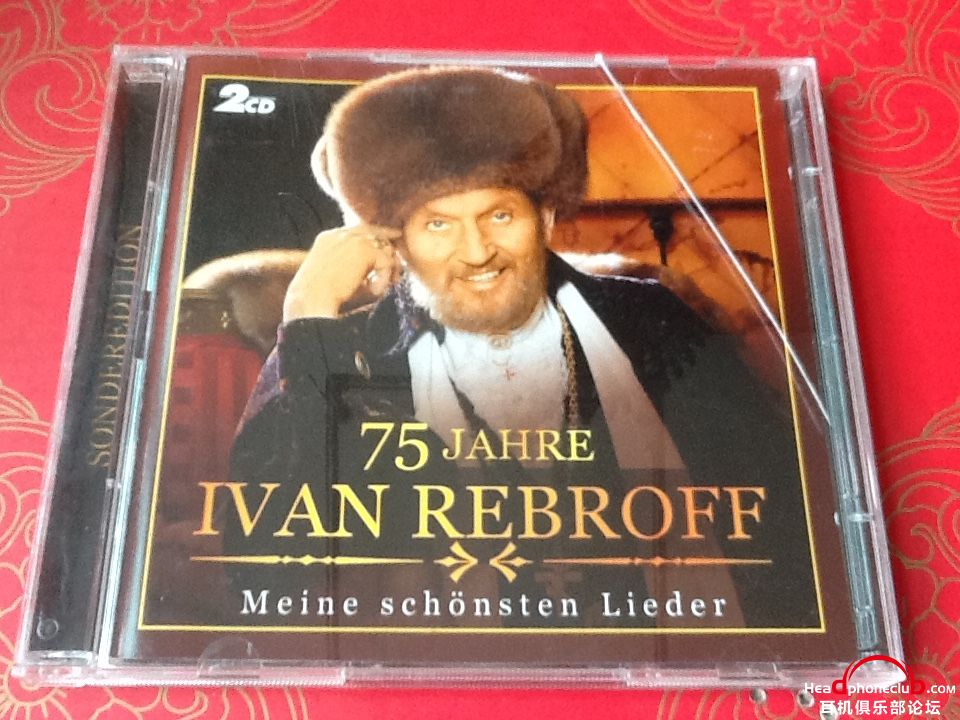 2CD
SONDEREDITION
75 JAHRE
IVAN REBROFF
Meine schönsten Lieder
Headphoneclub.com
耳机俱乐部论坛